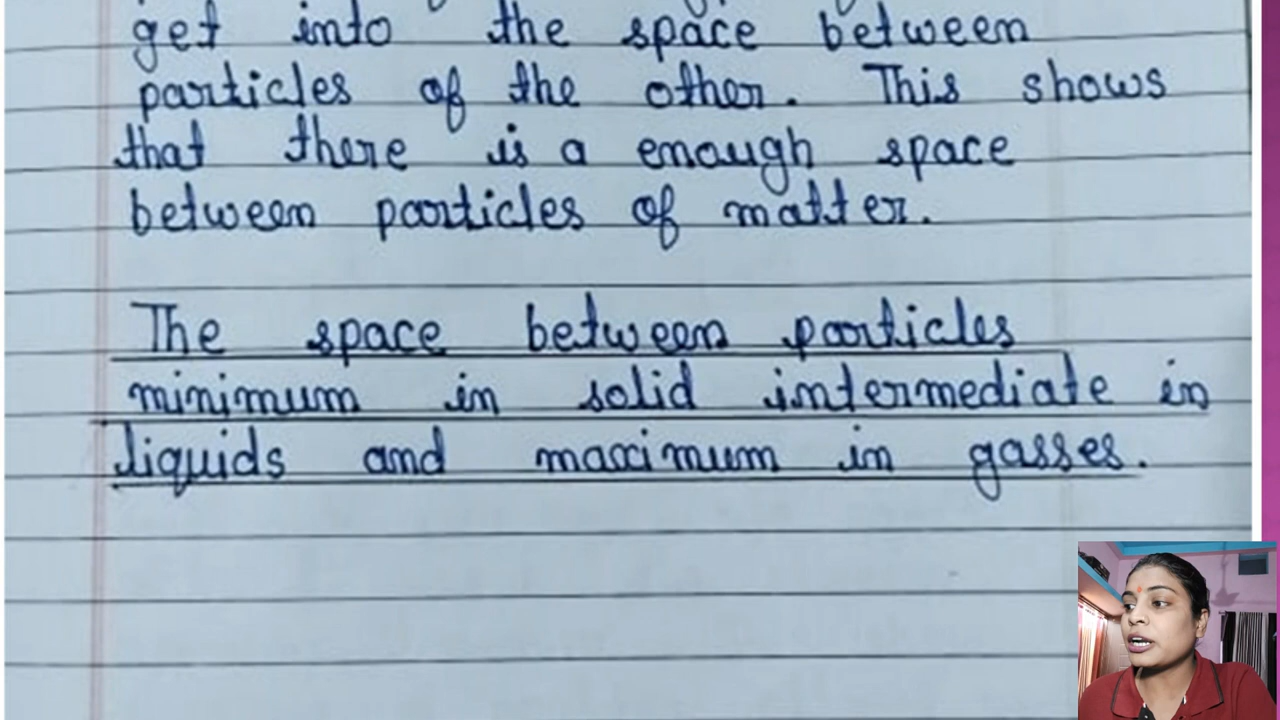 get into the space between
particles of the other. This shows
that there is a enough space
between particles of matter.
The space between particles
minimum in solid intermediate in
liquids and maximum in gasses.